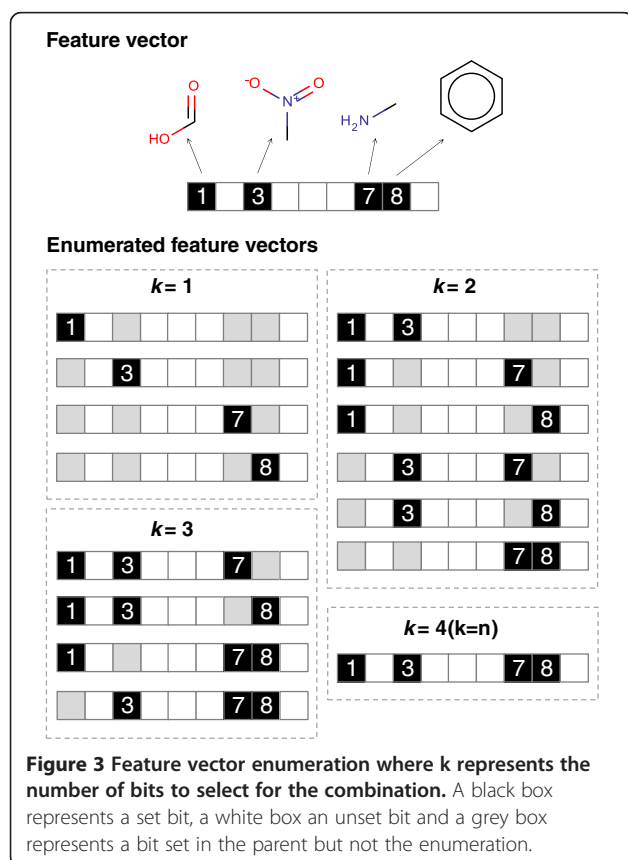 Feature vector
O
HO
-O N+ O
H2N
1 3 7 8
Enumerated feature vectors
k= 1
1
3
7
8
k= 2
1 3
1 7
1 8
3 7
3 8
7 8
k= 3
1 3 7
1 3 8
1 7 8
3 7 8
k= 4(k=n)
1 3 7 8
Figure 3 Feature vector enumeration where k represents the
number of bits to select for the combination. A black box
represents a set bit, a white box an unset bit and a grey box
represents a bit set in the parent but not the enumeration.